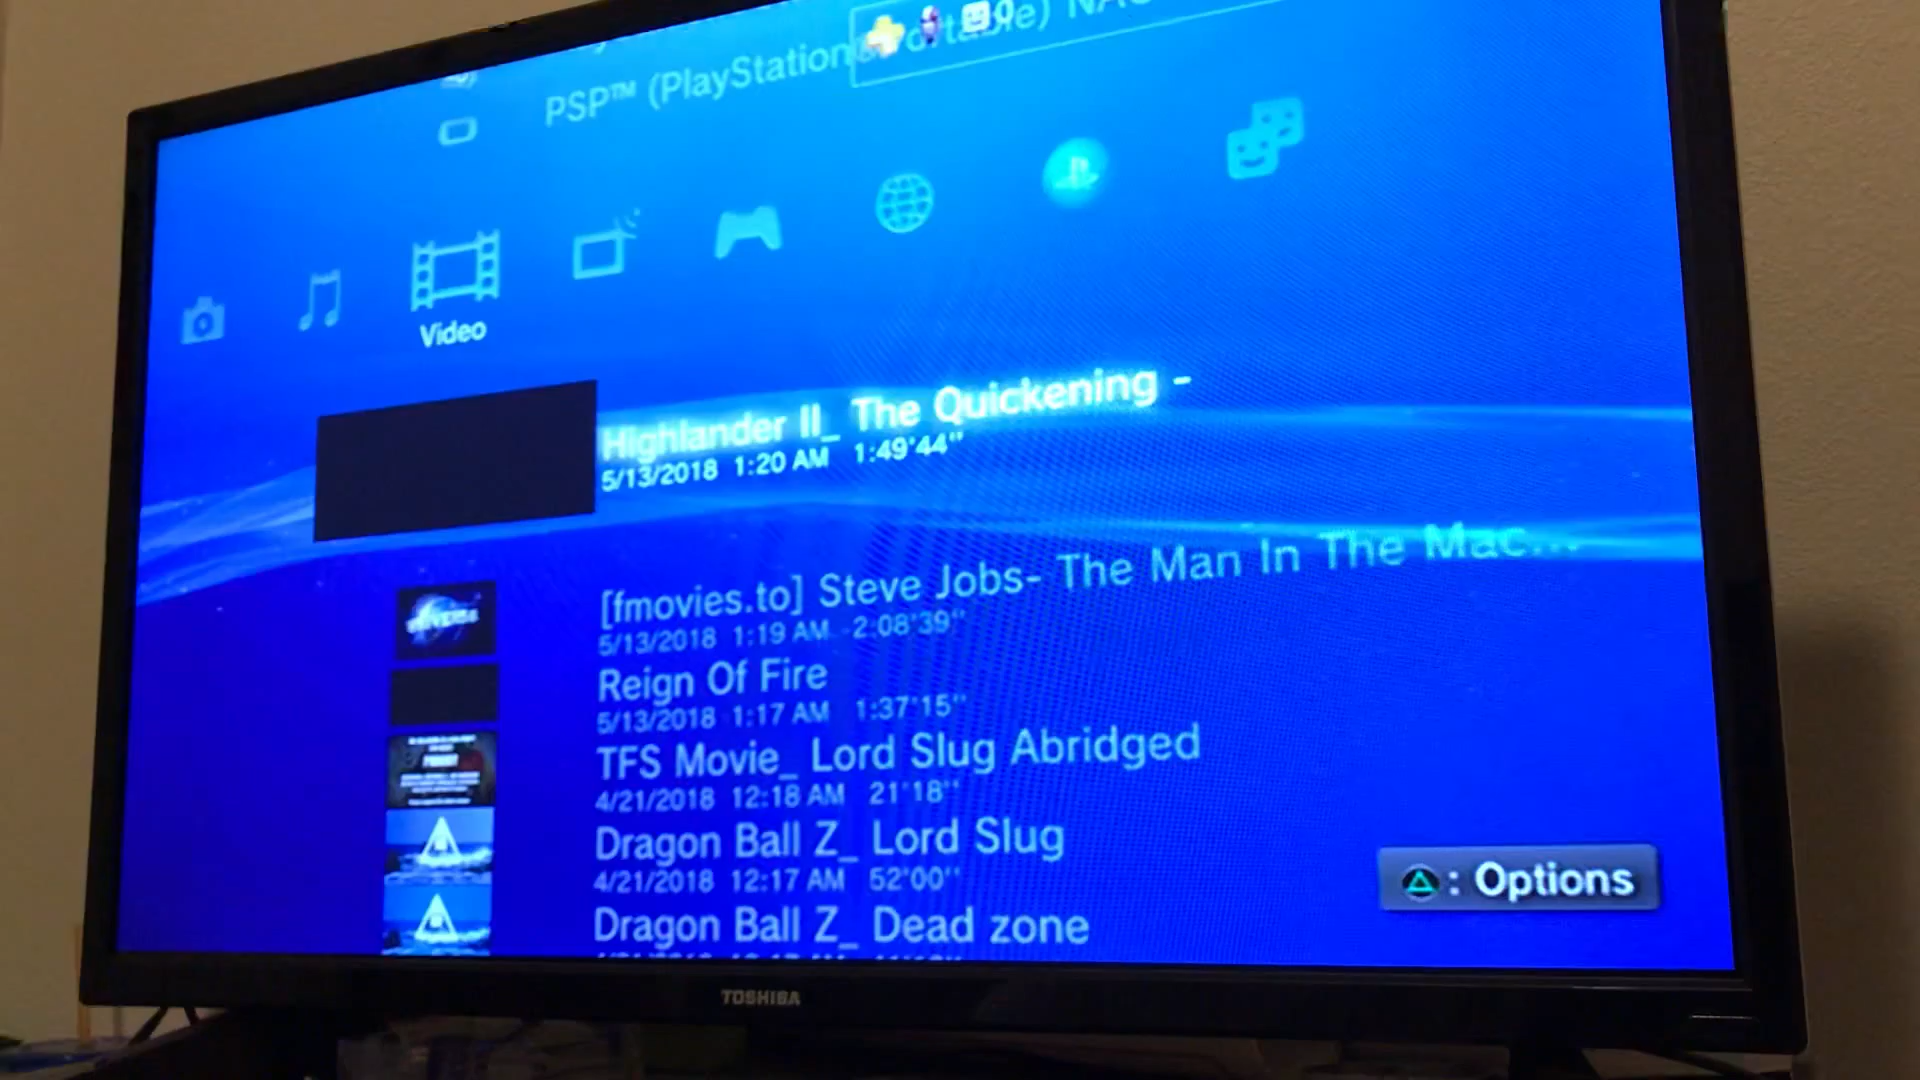 PSP™ (PlayStation
Video
Highlander II_ The Quickening -
5/13/2018 1:20 AM 1:49'44"
[fmovies.to] Steve Jobs- The Man In The Mac...
5/13/2018 1:19 AM 2:08'39"
Reign Of Fire
5/13/2018 1:17 AM 1:37'15"
TFS Movie_ Lord Slug Abridged
4/21/2018 12:18 AM 21'18"
Dragon Ball Z_ Lord Slug
4/21/2018 12:17 AM 52'00"
Dragon Ball Z_ Dead zone
: Options
TOSHIBA